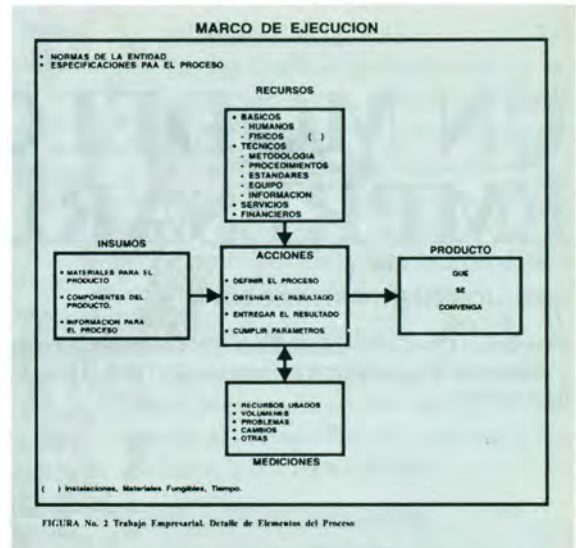 MARCO DE EJECUCION
• NORMAS DE LA ENTIDAD
• ESPECIFICACIONES PAA EL PROCESO
RECURSOS
• BASICOS
- HUMANOS
- FISICOS ( )
• TECNICOS
- METODOLOGIA
- PROCEDIMIENTOS
- ESTANDARES
- EQUIPO
- INFORMACION
• SERVICIOS
• FINANCIEROS
INSUMOS
• MATERIALES PARA EL
PRODUCTO
• COMPONENTES DEL
PRODUCTO.
• INFORMACION PARA
EL PROCESO
ACCIONES
• DEFINIR EL PROCESO
• OBTENER EL RESULTADO
• ENTREGAR EL RESULTADO
• CUMPLIR PARAMETROS
PRODUCTO
QUE
SE
CONVENGA
• RECURSOS USADOS
• VOLUMENES
• PROBLEMAS
• CAMBIOS
• OTRAS
MEDICIONES
( ) Instalaciones, Materiales Fungibles, Tiempo.
FIGURA No. 2 Trabajo Empresarial. Detalle de Elementos del Proceso